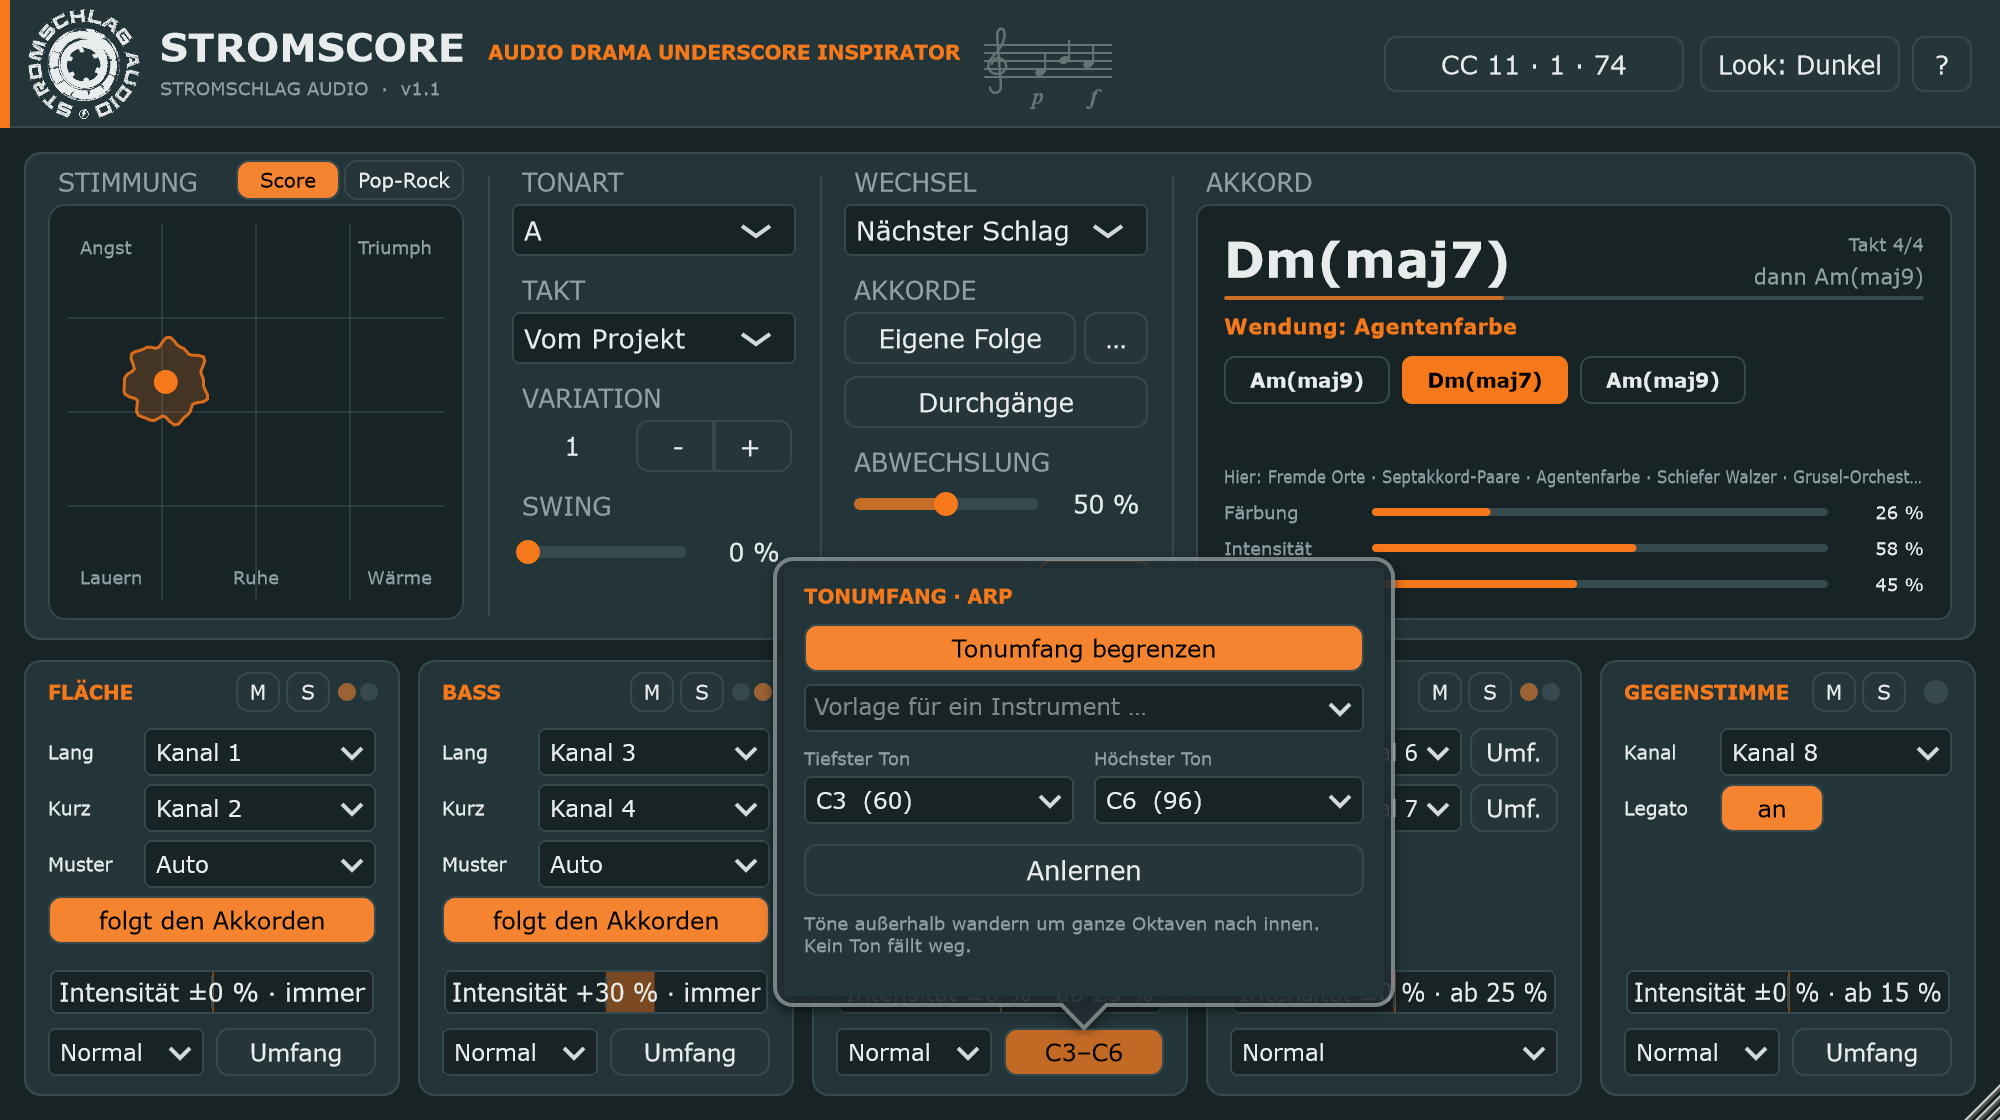 STROMSCHLAG AUDIO
STROMSCORE
AUDIO DRAMA UNDERSCORE INSPIRATOR
STROMSCHLAG AUDIO · v1.1
p f
CC 11 · 1 · 74
Look: Dunkel
?
STIMMUNG
Score
Pop-Rock
Angst
Triumph
Lauern
Ruhe
Wärme
TONART
A
TAKT
Vom Projekt
VARIATION
1
-
+
SWING
0 %
WECHSEL
Nächster Schlag
AKKORDE
Eigene Folge
...
Durchgänge
ABWECHSLUNG
50 %
AKKORD
Dm(maj7)
Takt 4/4
dann Am(maj9)
Wendung: Agentenfarbe
Am(maj9)
Dm(maj7)
Am(maj9)
Hier: Fremde Orte · Septakkord-Paare · Agentenfarbe · Schiefer Walzer · Grusel-Orchest...
Färbung
26 %
Intensität
58 %
45 %
TONUMFANG · ARP
Tonumfang begrenzen
Vorlage für ein Instrument ...
Tiefster Ton
Höchster Ton
C3 (60)
C6 (96)
Anlernen
Töne außerhalb wandern um ganze Oktaven nach innen.
Kein Ton fällt weg.
FLÄCHE
M
S
Lang
Kanal 1
Kurz
Kanal 2
Muster
Auto
folgt den Akkorden
Intensität ±0 % · immer
Normal
Umfang
BASS
M
S
Lang
Kanal 3
Kurz
Kanal 4
Muster
Auto
folgt den Akkorden
Intensität +30 % · immer
Normal
Umfang
Normal
C3–C6
M
S
6
Umf.
7
Umf.
% · ab 25 %
Normal
GEGENSTIMME
M
S
Kanal
Kanal 8
Legato
an
Intensität ±0 % · ab 15 %
Normal
Umfang